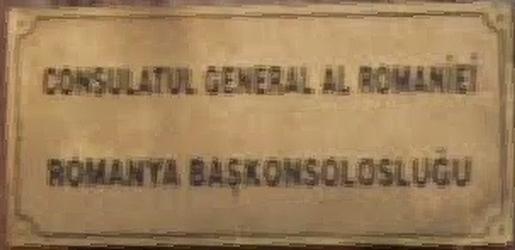 CONSULATUL GENERAL AL ROMANIEI
ROMANYA BAŞKONSOLOSLUĞU